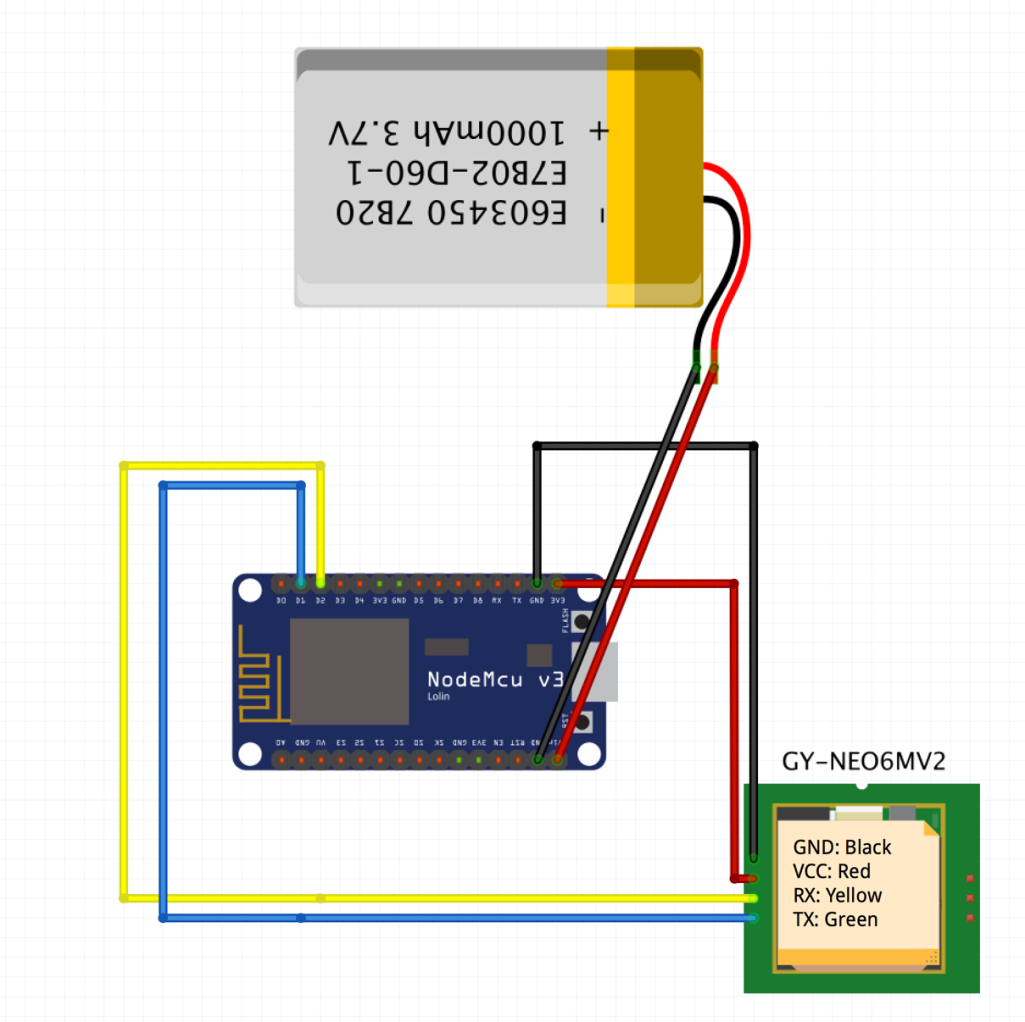 - E603450 7B20
E7B02-D60-1
+ 1000mAh 3.7V
D0 D1 D2 D3 D4 3V3 GND D5 D6 D7 D8 RX TX GND 3V3
FLASH
NodeMcu v3
Lolin
RST
A0 GND VU S3 S2 S1 SC S0 SK GND 3V3 EN RST GND
GY-NEO6MV2
GND: Black
VCC: Red
RX: Yellow
TX: Green